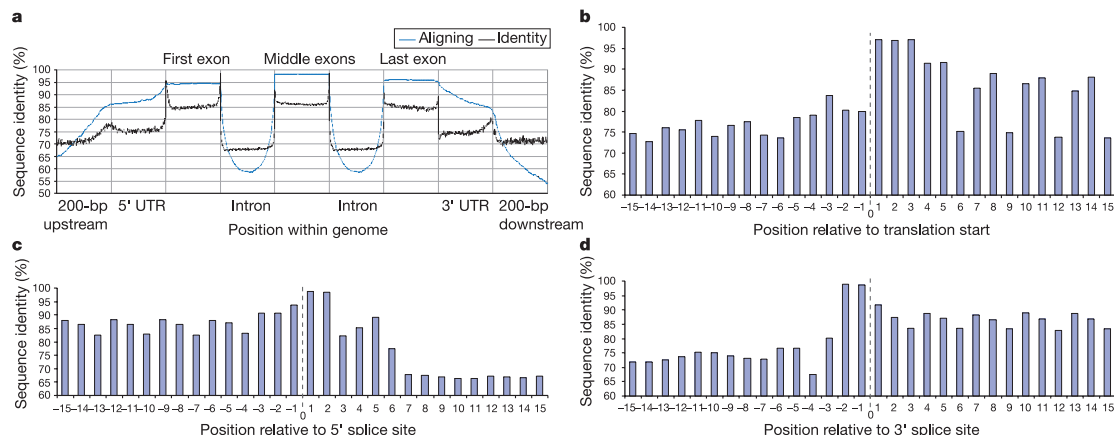 a
Aligning Identity
First exon Middle exons Last exon
Sequence identity (%)
100
95
90
85
80
75
70
65
60
55
50
200-bp upstream 5' UTR Intron Intron 3' UTR 200-bp downstream
Position within genome
b
Sequence identity (%)
100
95
90
85
80
75
70
65
60
–15 –14 –13 –12 –11 –10 –9 –8 –7 –6 –5 –4 –3 –2 –1 0 1 2 3 4 5 6 7 8 9 10 11 12 13 14 15
Position relative to translation start
c
Sequence identity (%)
100
95
90
85
80
75
70
65
60
–15 –14 –13 –12 –11 –10 –9 –8 –7 –6 –5 –4 –3 –2 –1 0 1 2 3 4 5 6 7 8 9 10 11 12 13 14 15
Position relative to 5' splice site
d
Sequence identity (%)
100
95
90
85
80
75
70
65
60
–15 –14 –13 –12 –11 –10 –9 –8 –7 –6 –5 –4 –3 –2 –1 0 1 2 3 4 5 6 7 8 9 10 11 12 13 14 15
Position relative to 3' splice site